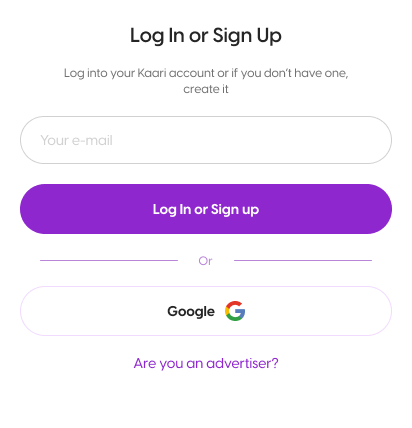 Log In or Sign Up
Log into your Kaari account or if you don't have one,
create it
Your e-mail
Log In or Sign up
Or
Google
Are you an advertiser?